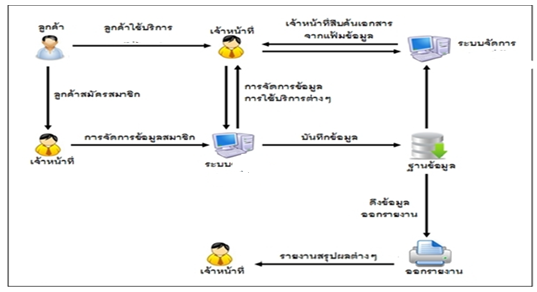 ลูกค้า
ลูกค้าใช้บริการ
เจ้าหน้าที่
เจ้าหน้าที่สืบค้นเอกสาร
จากแฟ้มข้อมูล
ระบบจัดการ
ลูกค้าสมัครสมาชิก
การจัดการข้อมูล
การใช้บริการต่างๆ
เจ้าหน้าที่
การจัดการข้อมูลสมาชิก
ระบบ
บันทึกข้อมูล
ฐานข้อมูล
ดึงข้อมูล
ออกรายงาน
เจ้าหน้าที่
รายงานสรุปผลต่างๆ
ออกรายงาน